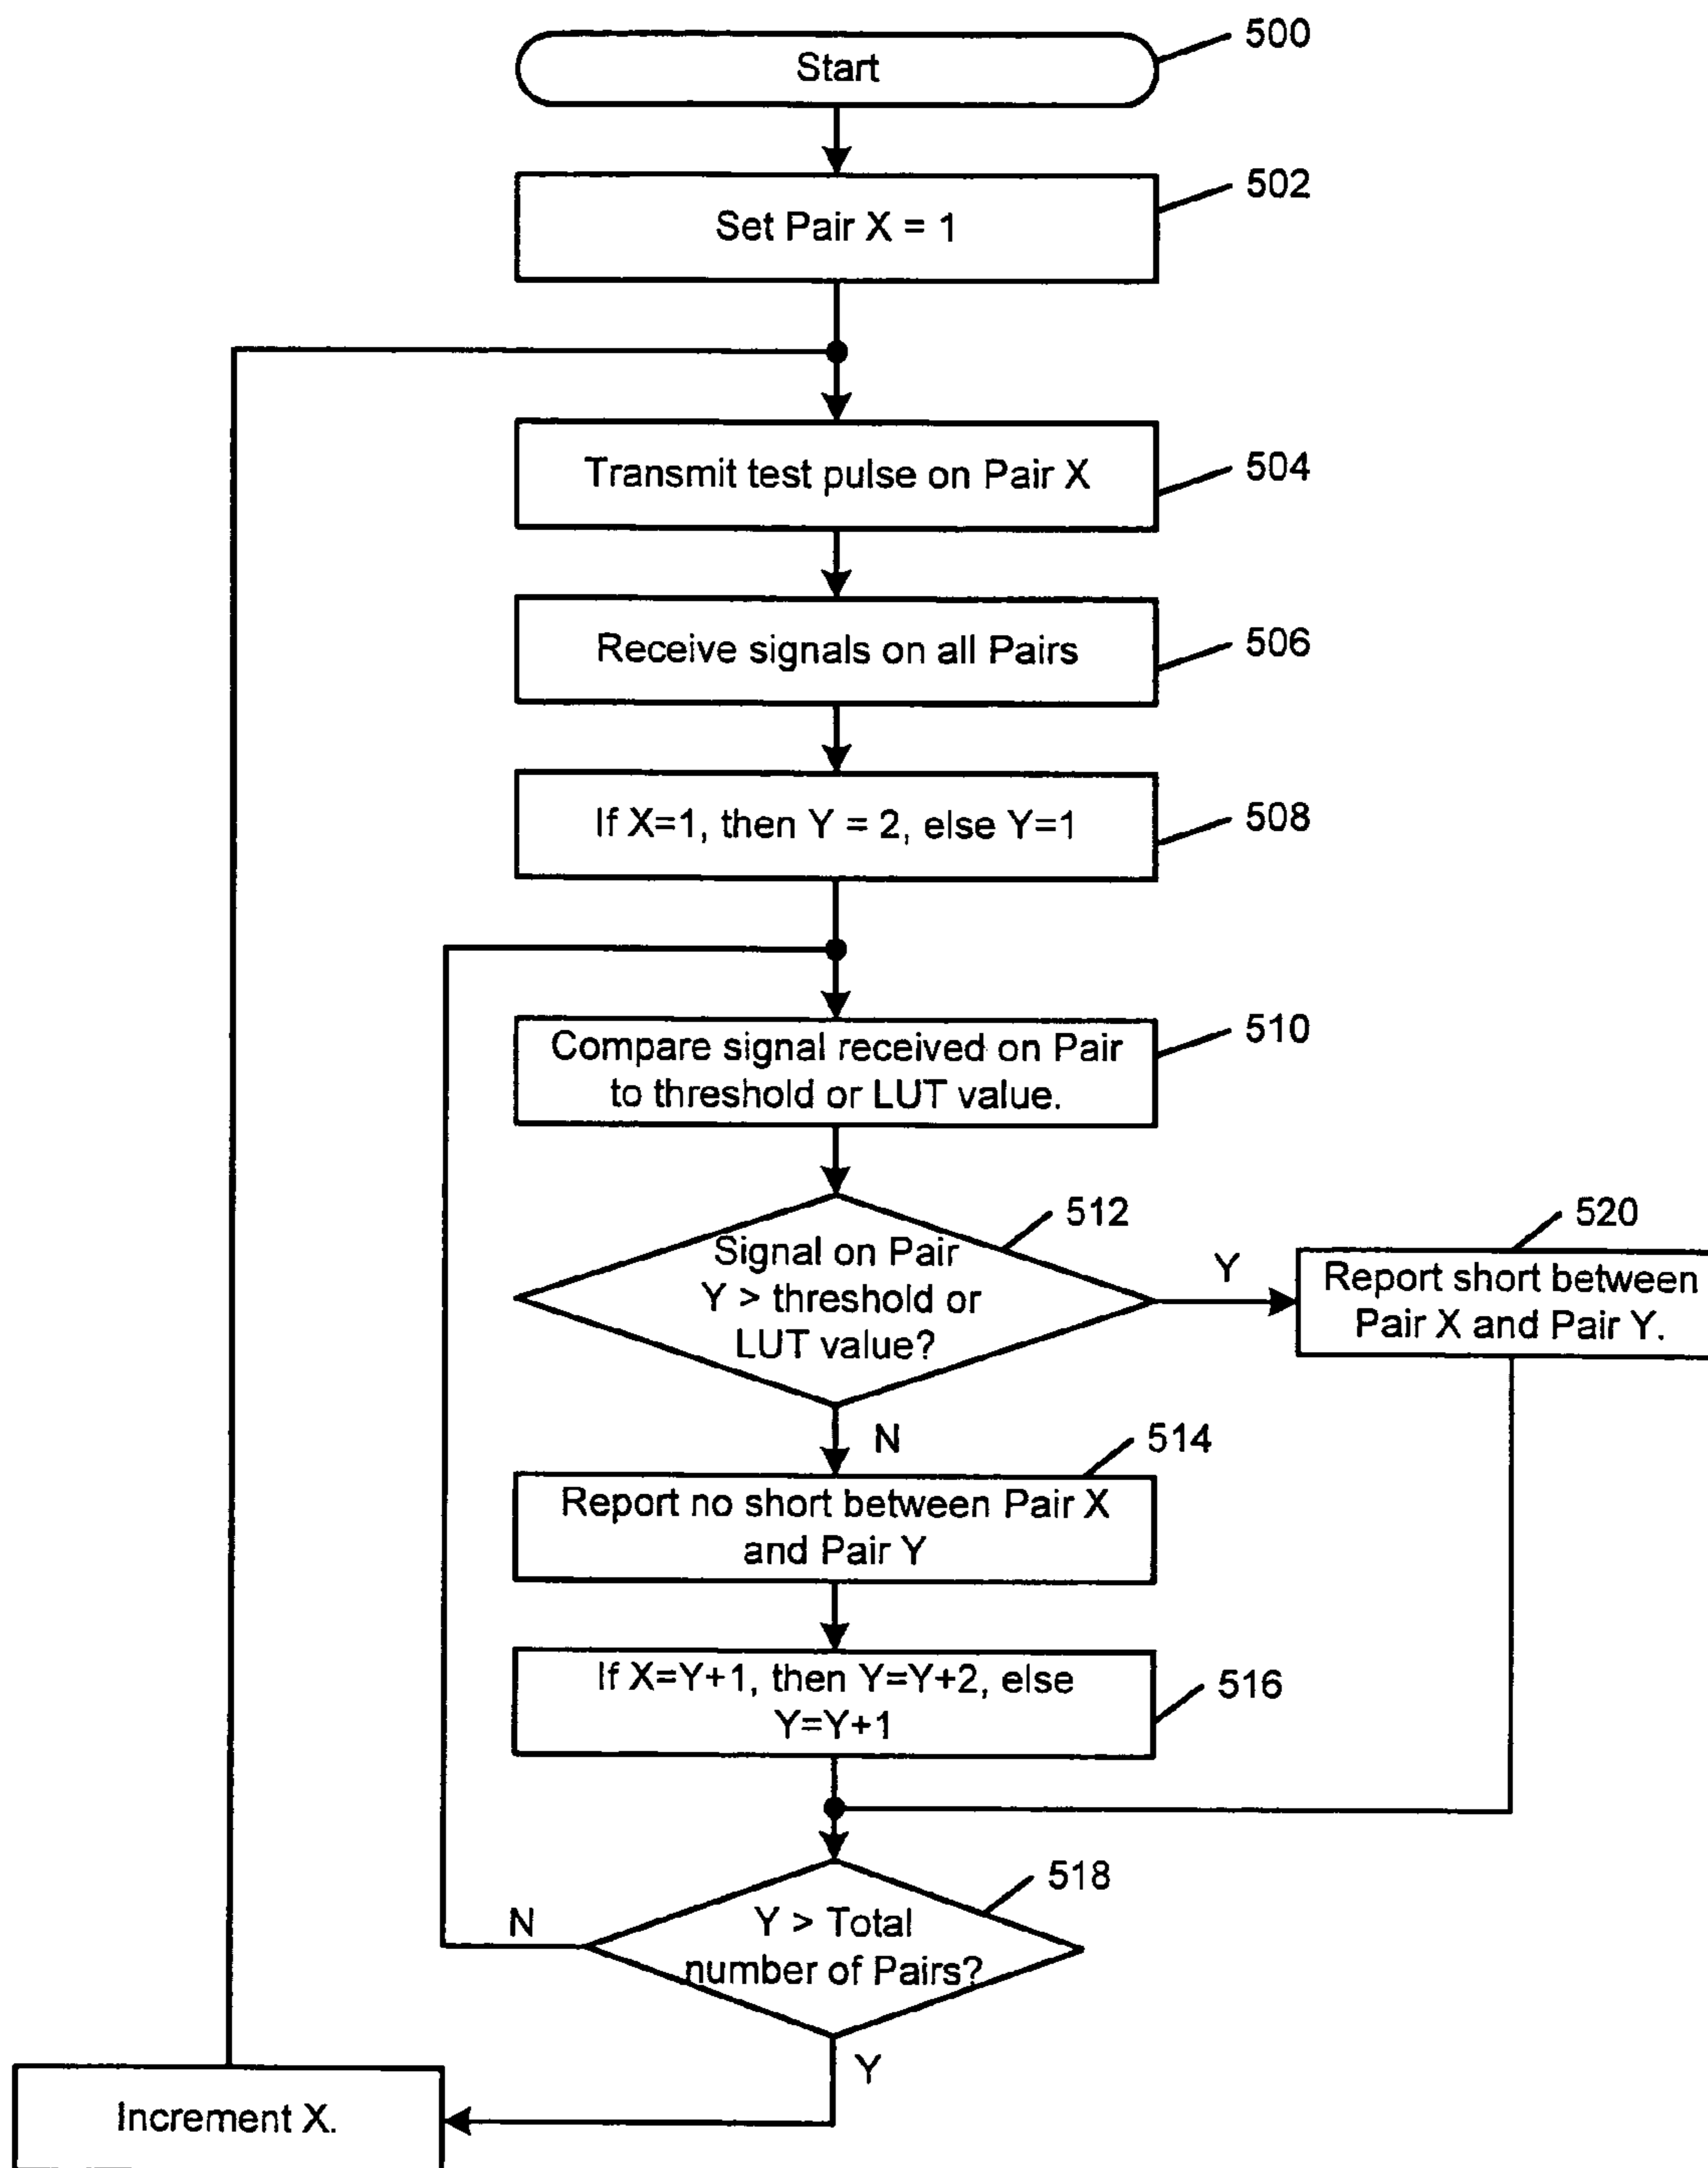 Start
500
Set Pair X = 1
502
Transmit test pulse on Pair X
504
Receive signals on all Pairs
506
If X=1, then Y = 2, else Y=1
508
Compare signal received on Pair
to threshold or LUT value.
510
Signal on Pair
Y > threshold or
LUT value?
512
Y
Report short between
Pair X and Pair Y.
520
N
Report no short between Pair X
and Pair Y
514
If X=Y+1, then Y=Y+2, else
Y=Y+1
516
Y > Total
number of Pairs?
518
N
Y
Increment X.